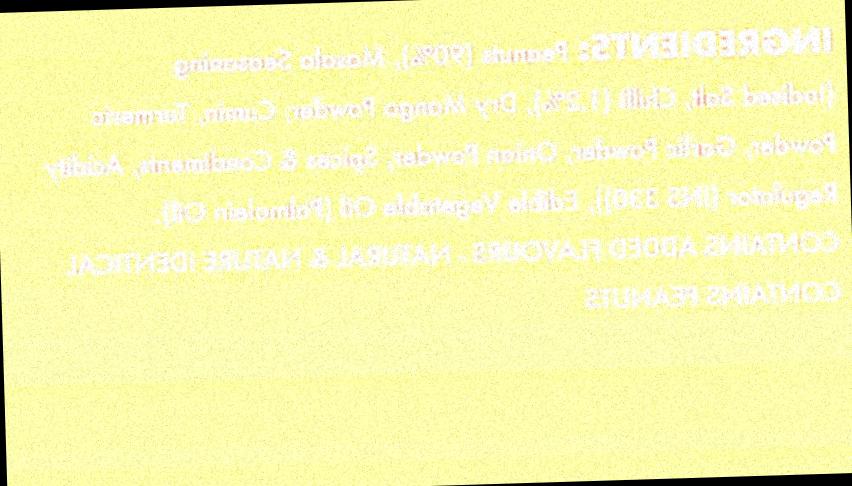 INGREDIENTS: Peanuts (90%), Masala Seasoning
(Iodised Salt, Chilli (1.2%), Dry Mango Powder, Cumin, Turmeric
Powder, Garlic Powder, Onion Powder, Spices & Condiments, Acidity
Regulator (INS 330)), Edible Vegetable Oil (Palmolein Oil).
CONTAINS ADDED FLAVOURS - NATURAL & NATURE IDENTICAL
CONTAINS PEANUTS